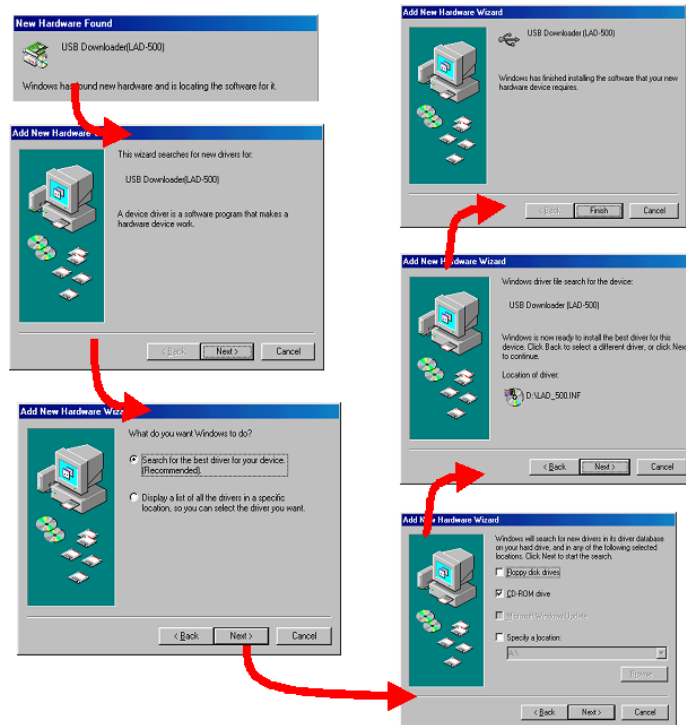 New Hardware Found
USB Downloader(LAD-500)
Windows has found new hardware and is locating the software for it.
Add New Hardware
This wizard searches for new drivers for:
USB Downloader(LAD-500)
A device driver is a software program that makes a
hardware device work.
< Back
Next >
Cancel
Add New Hardware Wizard
What do you want Windows to do?
Search for the best driver for your device.
(Recommended).
Display a list of all the drivers in a specific
location, so you can select the driver you want.
< Back
Next >
Cancel
Add New Hardware Wizard
Windows will search for new drivers in its driver database
on your hard drive, and in any of the following selected
locations. Click Next to start the search.
Floppy disk drives
CD-ROM drive
Microsoft Windows Update
Specify a location:
A:\
Browse...
< Back
Next >
Cancel
Add New Hardware Wizard
Windows driver file search for the device:
USB Downloader (LAD-500)
Windows is now ready to install the best driver for this
device. Click Back to select a different driver, or click Next
to continue.
Location of driver:
D:\LAD_500.INF
< Back
Next >
Cancel
Add New Hardware Wizard
USB Downloader (LAD-500)
Windows has finished installing the software that your new
hardware device requires.
< Back
Finish
Cancel